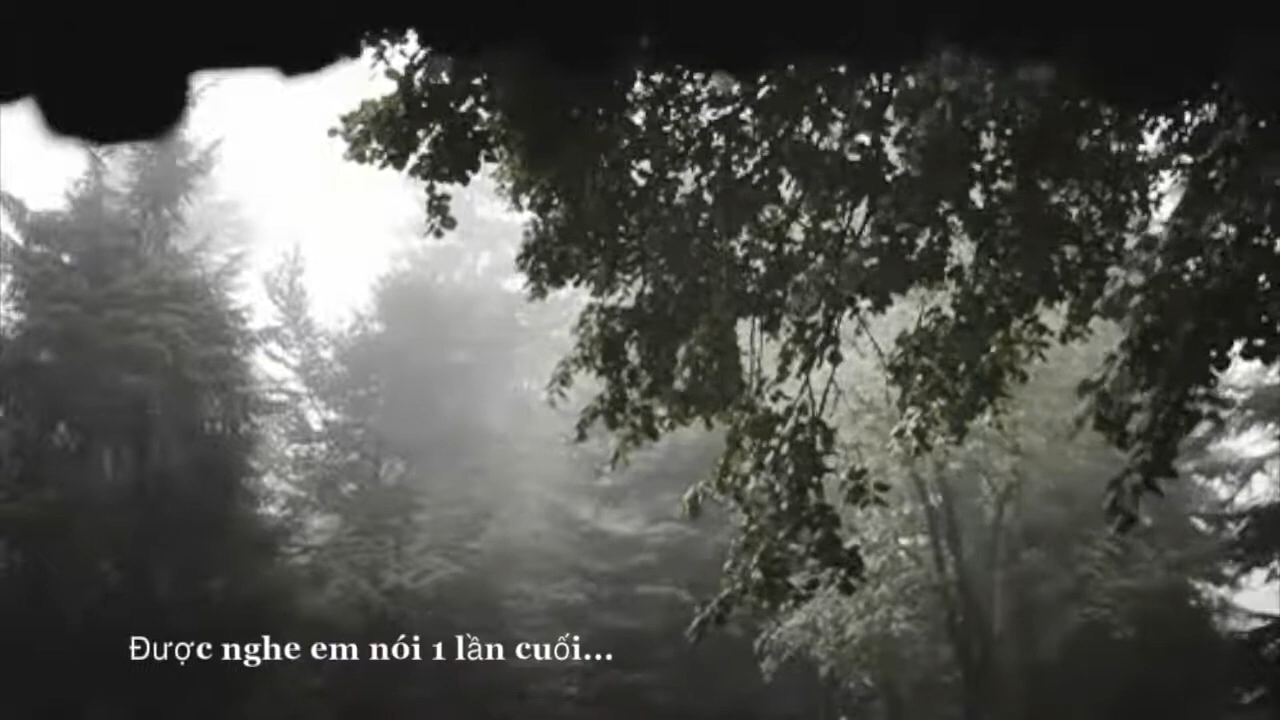 Được nghe em nói 1 lần cuối...